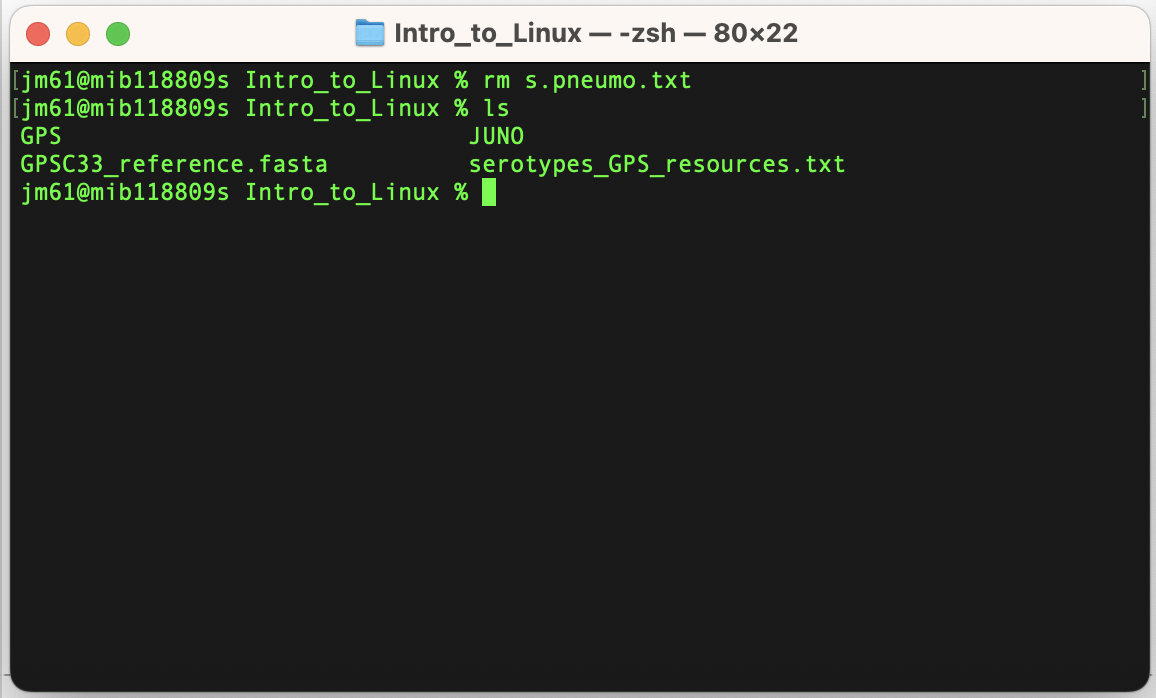 Intro_to_Linux — -zsh — 80×22
[jm61@mib118809s Intro_to_Linux % rm s.pneumo.txt ]
[jm61@mib118809s Intro_to_Linux % ls ]
GPS JUNO
GPSC33_reference.fasta serotypes_GPS_resources.txt
jm61@mib118809s Intro_to_Linux %